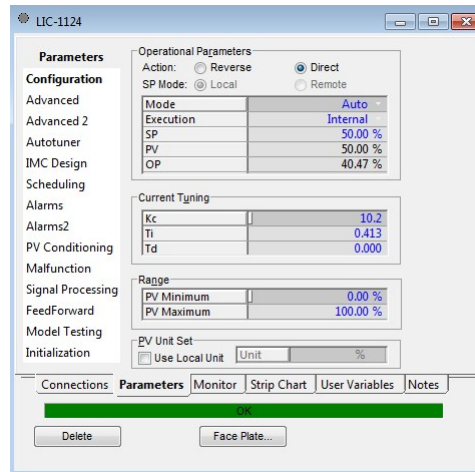 LIC-1124
Parameters
Configuration
Advanced
Advanced 2
Autotuner
IMC Design
Scheduling
Alarms
Alarms2
PV Conditioning
Malfunction
Signal Processing
FeedForward
Model Testing
Initialization
Operational Parameters
Action: Reverse Direct
SP Mode: Local Remote
Mode Auto
Execution Internal
SP 50.00 %
PV 50.00 %
OP 40.47 %
Current Tuning
Kc 10.2
Ti 0.413
Td 0.000
Range
PV Minimum 0.00 %
PV Maximum 100.00 %
PV Unit Set
Use Local Unit Unit %
Connections Parameters Monitor Strip Chart User Variables Notes
OK
Delete Face Plate...